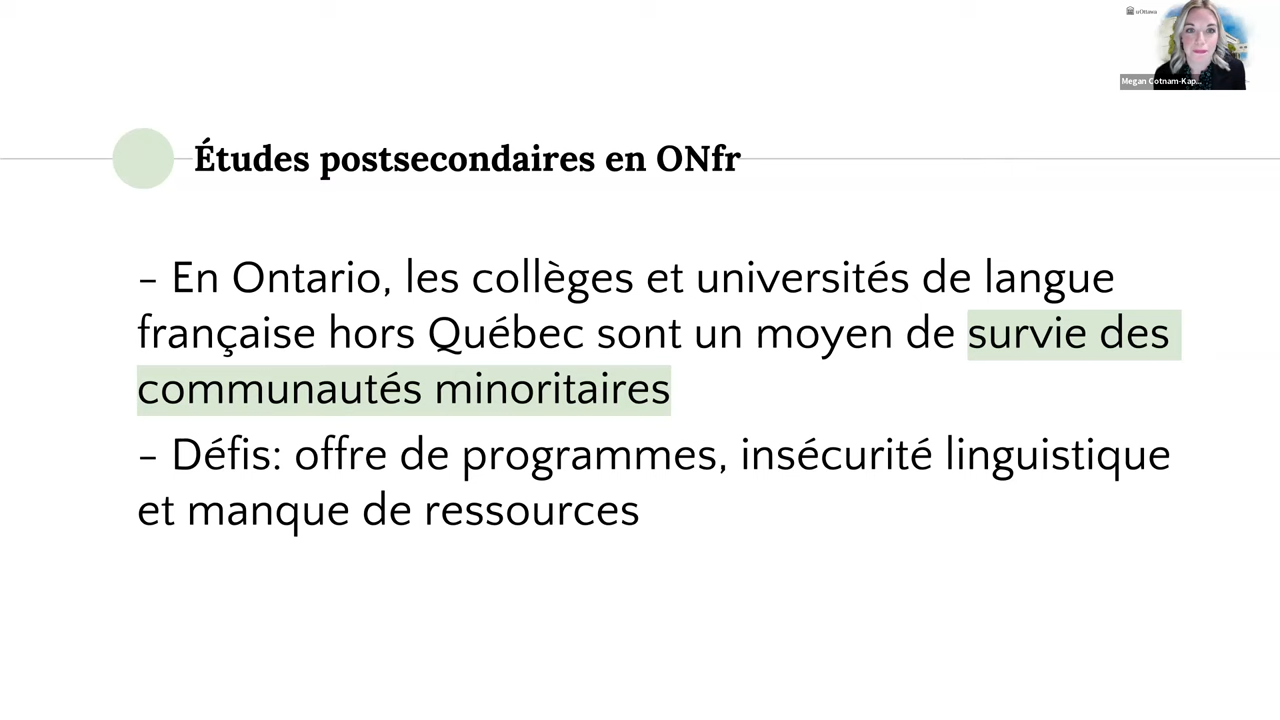 uOttawa
Megan Cotnam-Kap...
Études postsecondaires en ONfr
– En Ontario, les collèges et universités de langue
française hors Québec sont un moyen de survie des
communautés minoritaires
– Défis: offre de programmes, insécurité linguistique
et manque de ressources